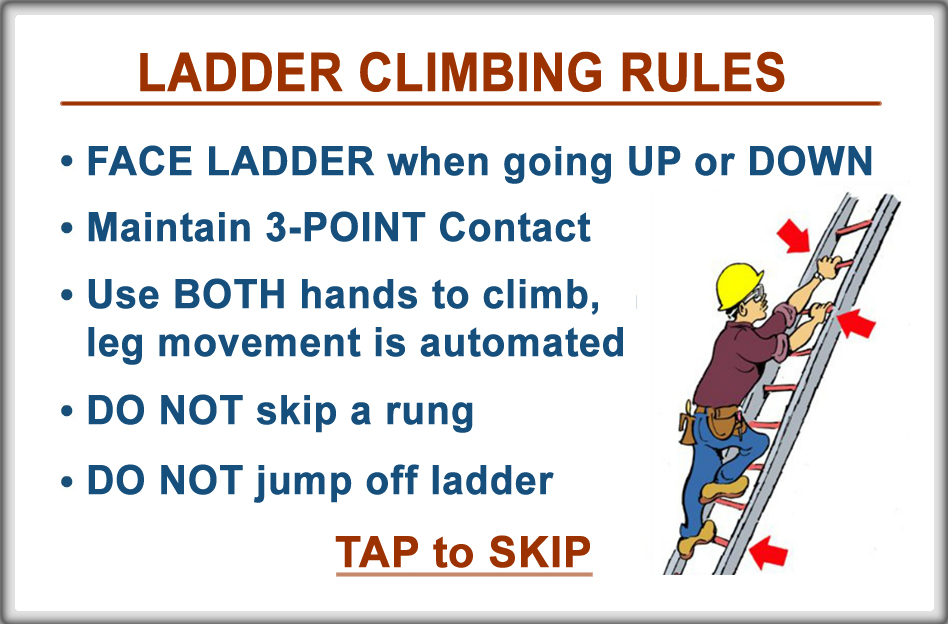 LADDER CLIMBING RULES
• FACE LADDER when going UP or DOWN
• Maintain 3-POINT Contact
• Use BOTH hands to climb,
leg movement is automated
• DO NOT skip a rung
• DO NOT jump off ladder
TAP to SKIP